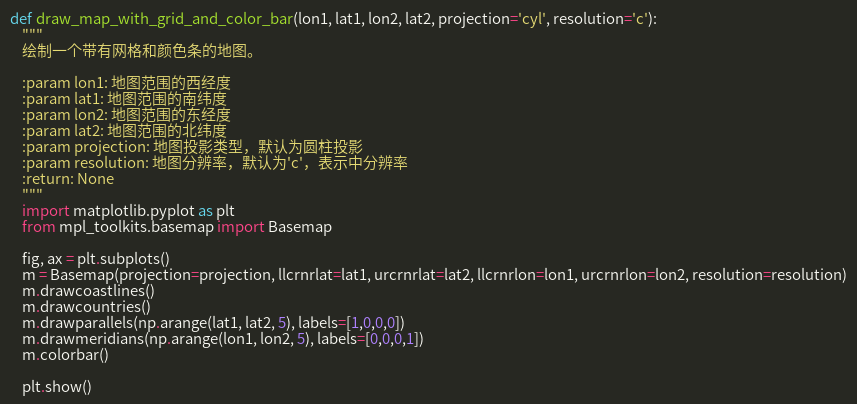 def draw_map_with_grid_and_color_bar(lon1, lat1, lon2, lat2, projection='cyl', resolution='c'):
"""
绘制一个带有网格和颜色条的地图。
:param lon1: 地图范围的西经度
:param lat1: 地图范围的南纬度
:param lon2: 地图范围的东经度
:param lat2: 地图范围的北纬度
:param projection: 地图投影类型，默认为圆柱投影
:param resolution: 地图分辨率，默认为'c'，表示中分辨率
:return: None
"""
import matplotlib.pyplot as plt
from mpl_toolkits.basemap import Basemap
fig, ax = plt.subplots()
m = Basemap(projection=projection, llcrnrlat=lat1, urcrnrlat=lat2, llcrnrlon=lon1, urcrnrlon=lon2, resolution=resolution)
m.drawcoastlines()
m.drawcountries()
m.drawparallels(np.arange(lat1, lat2, 5), labels=[1,0,0,0])
m.drawmeridians(np.arange(lon1, lon2, 5), labels=[0,0,0,1])
m.colorbar()
plt.show()